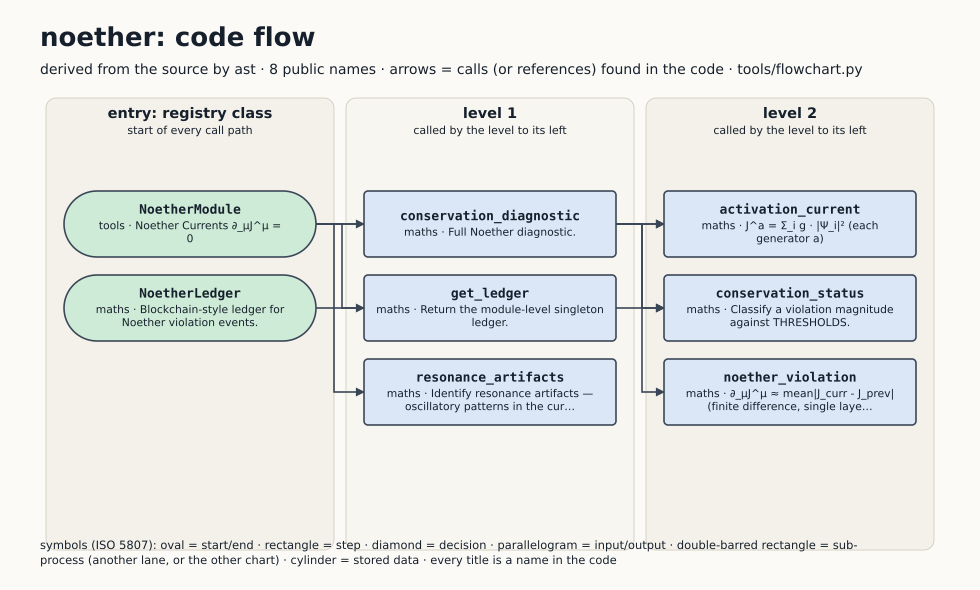 noether: code flow
derived from the source by ast · 8 public names · arrows = calls (or references) found in the code · tools/flowchart.py
entry: registry class
start of every call path
NoetherModule
tools · Noether Currents ∂_μJ^μ =
0
NoetherLedger
maths · Blockchain-style ledger for
Noether violation events.
level 1
called by the level to its left
conservation_diagnostic
maths · Full Noether diagnostic.
get_ledger
maths · Return the module-level singleton
ledger.
resonance_artifacts
maths · Identify resonance artifacts —
oscillatory patterns in the cur…
level 2
called by the level to its left
activation_current
maths · J^a = Σ_i g · |Ψ_i|² (each
generator a)
conservation_status
maths · Classify a violation magnitude
against THRESHOLDS.
noether_violation
maths · ∂_μJ^μ ≈ mean|J_curr - J_prev|
(finite difference, single laye…
symbols (ISO 5807): oval = start/end · rectangle = step · diamond = decision · parallelogram = input/output · double-barred rectangle = sub-
process (another lane, or the other chart) · cylinder = stored data · every title is a name in the code